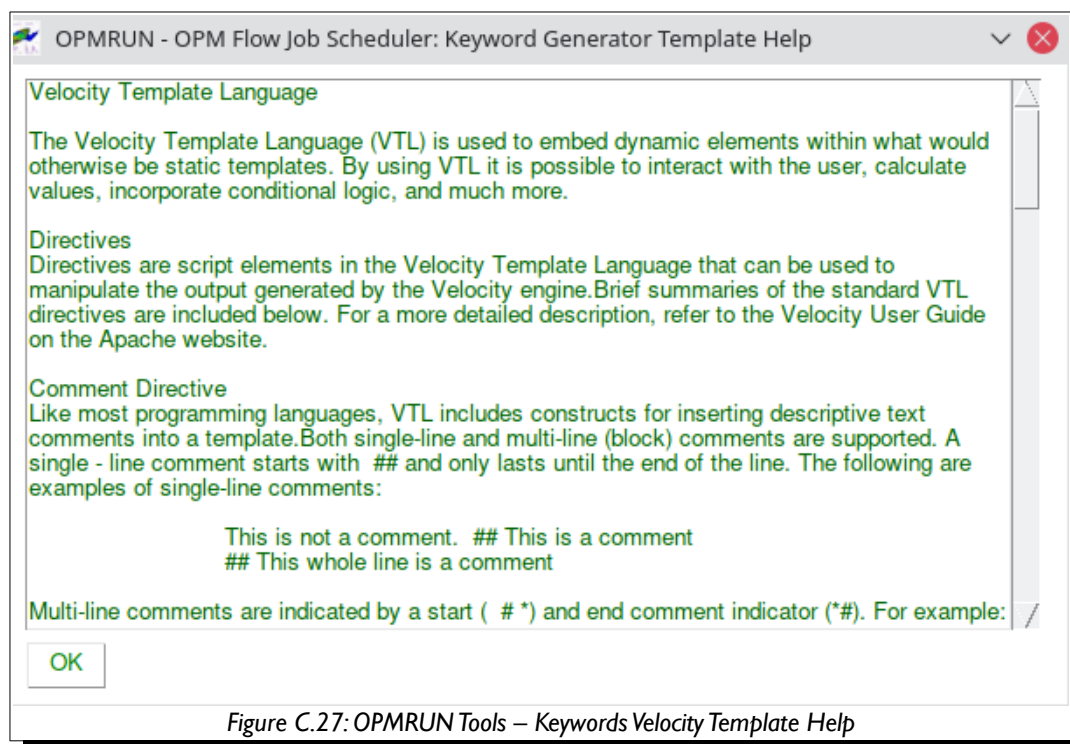 OPMRUN - OPM Flow Job Scheduler: Keyword Generator Template Help
Velocity Template Language
The Velocity Template Language (VTL) is used to embed dynamic elements within what would
otherwise be static templates. By using VTL it is possible to interact with the user, calculate
values, incorporate conditional logic, and much more.
Directives
Directives are script elements in the Velocity Template Language that can be used to
manipulate the output generated by the Velocity engine.Brief summaries of the standard VTL
directives are included below. For a more detailed description, refer to the Velocity User Guide
on the Apache website.
Comment Directive
Like most programming languages, VTL includes constructs for inserting descriptive text
comments into a template.Both single-line and multi-line (block) comments are supported. A
single - line comment starts with  ## and only lasts until the end of the line. The following are
examples of single-line comments:
This is not a comment.  ## This is a comment
## This whole line is a comment
Multi-line comments are indicated by a start (  # *) and end comment indicator (*#). For example:
OK
Figure C.27: OPMRUN Tools – Keywords Velocity Template Help